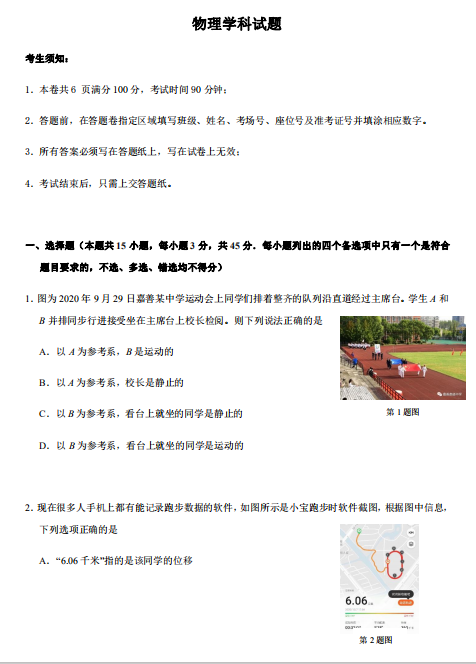 物理学科试题
考生须知:
1．本卷共 6 页满分 100 分，考试时间 90 分钟；
2．答题前，在答题卷指定区域填写班级、姓名、考场号、座位号及准考证号并填涂相应数字。
3．所有答案必须写在答题纸上，写在试卷上无效；
4．考试结束后，只需上交答题纸。
一、选择题（本题共 15 小题，每小题 3 分，共 45 分．每小题列出的四个备选项中只有一个是符合
题目要求的，不选、多选、错选均不得分）
1．图为 2020 年 9 月 29 日嘉善某中学运动会上同学们排着整齐的队列沿直道经过主席台。学生 A 和
B 并排同步行进接受坐在主席台上校长检阅。则下列说法正确的是
A．以 A 为参考系，B 是运动的
B．以 A 为参考系，校长是静止的
C．以 B 为参考系，看台上就坐的同学是静止的
D．以 B 为参考系，看台上就坐的同学是运动的
第 1 题图
2．现在很多人手机上都有能记录跑步数据的软件，如图所示是小宝跑步时软件截图，根据图中信息，
下列选项正确的是
A．“6.06 千米”指的是该同学的位移
6.06
第 2 题图